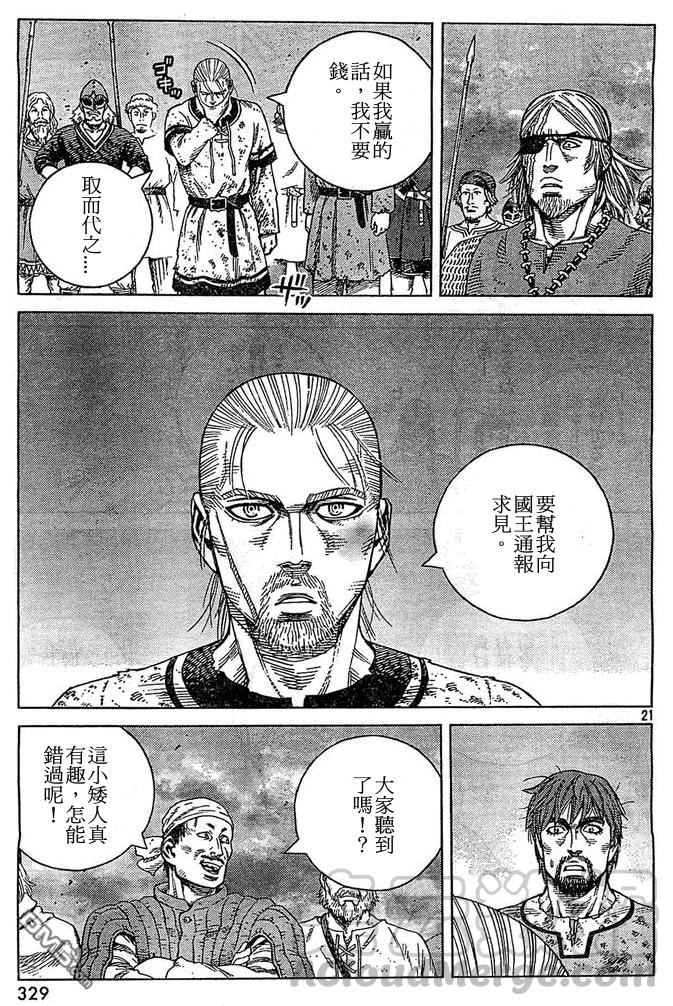 如果我贏的
話，我不要
錢。
ゴキッ
取而代之…
ザッ
要幫我向
國王通報
求見。
21
大家聽到
了嗎！？
這小矮人真
有趣，怎能
錯過呢！
329
koloudmerge.com